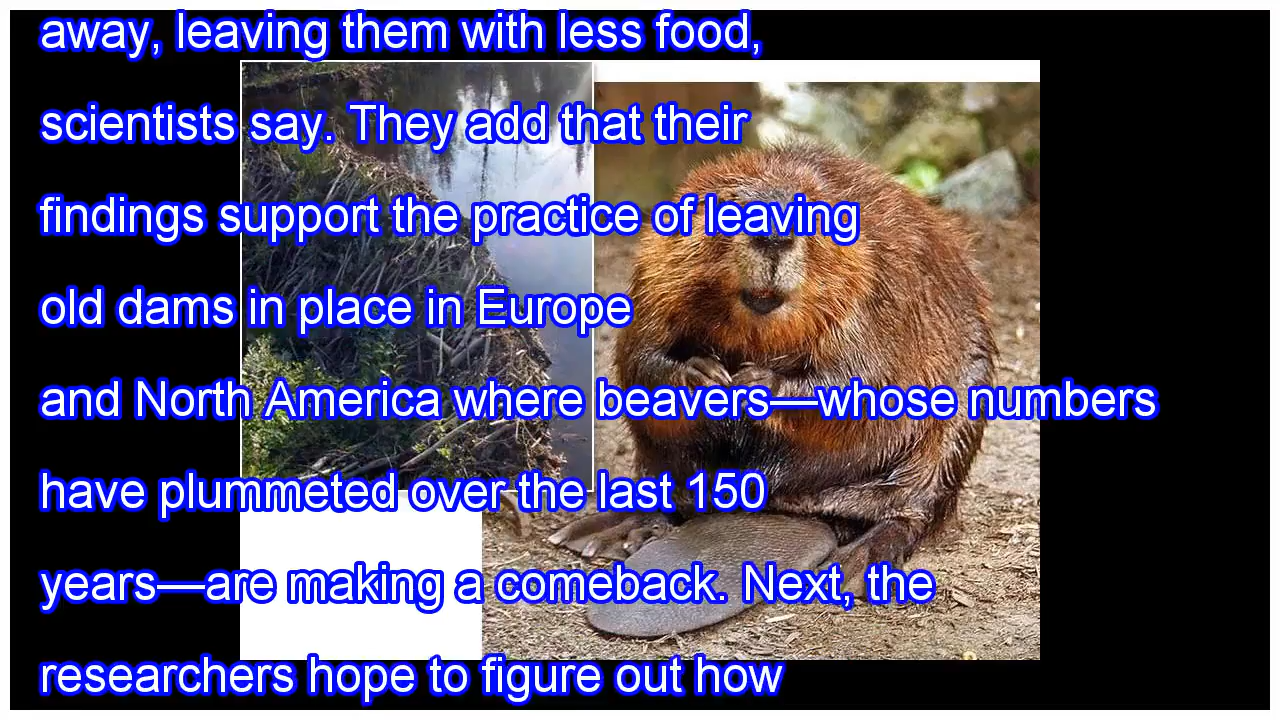 away, leaving them with less food,
scientists say. They add that their
findings support the practice of leaving
old dams in place in Europe
and North America where beavers—whose numbers
have plummeted over the last 150
years—are making a comeback. Next, the
researchers hope to figure out how